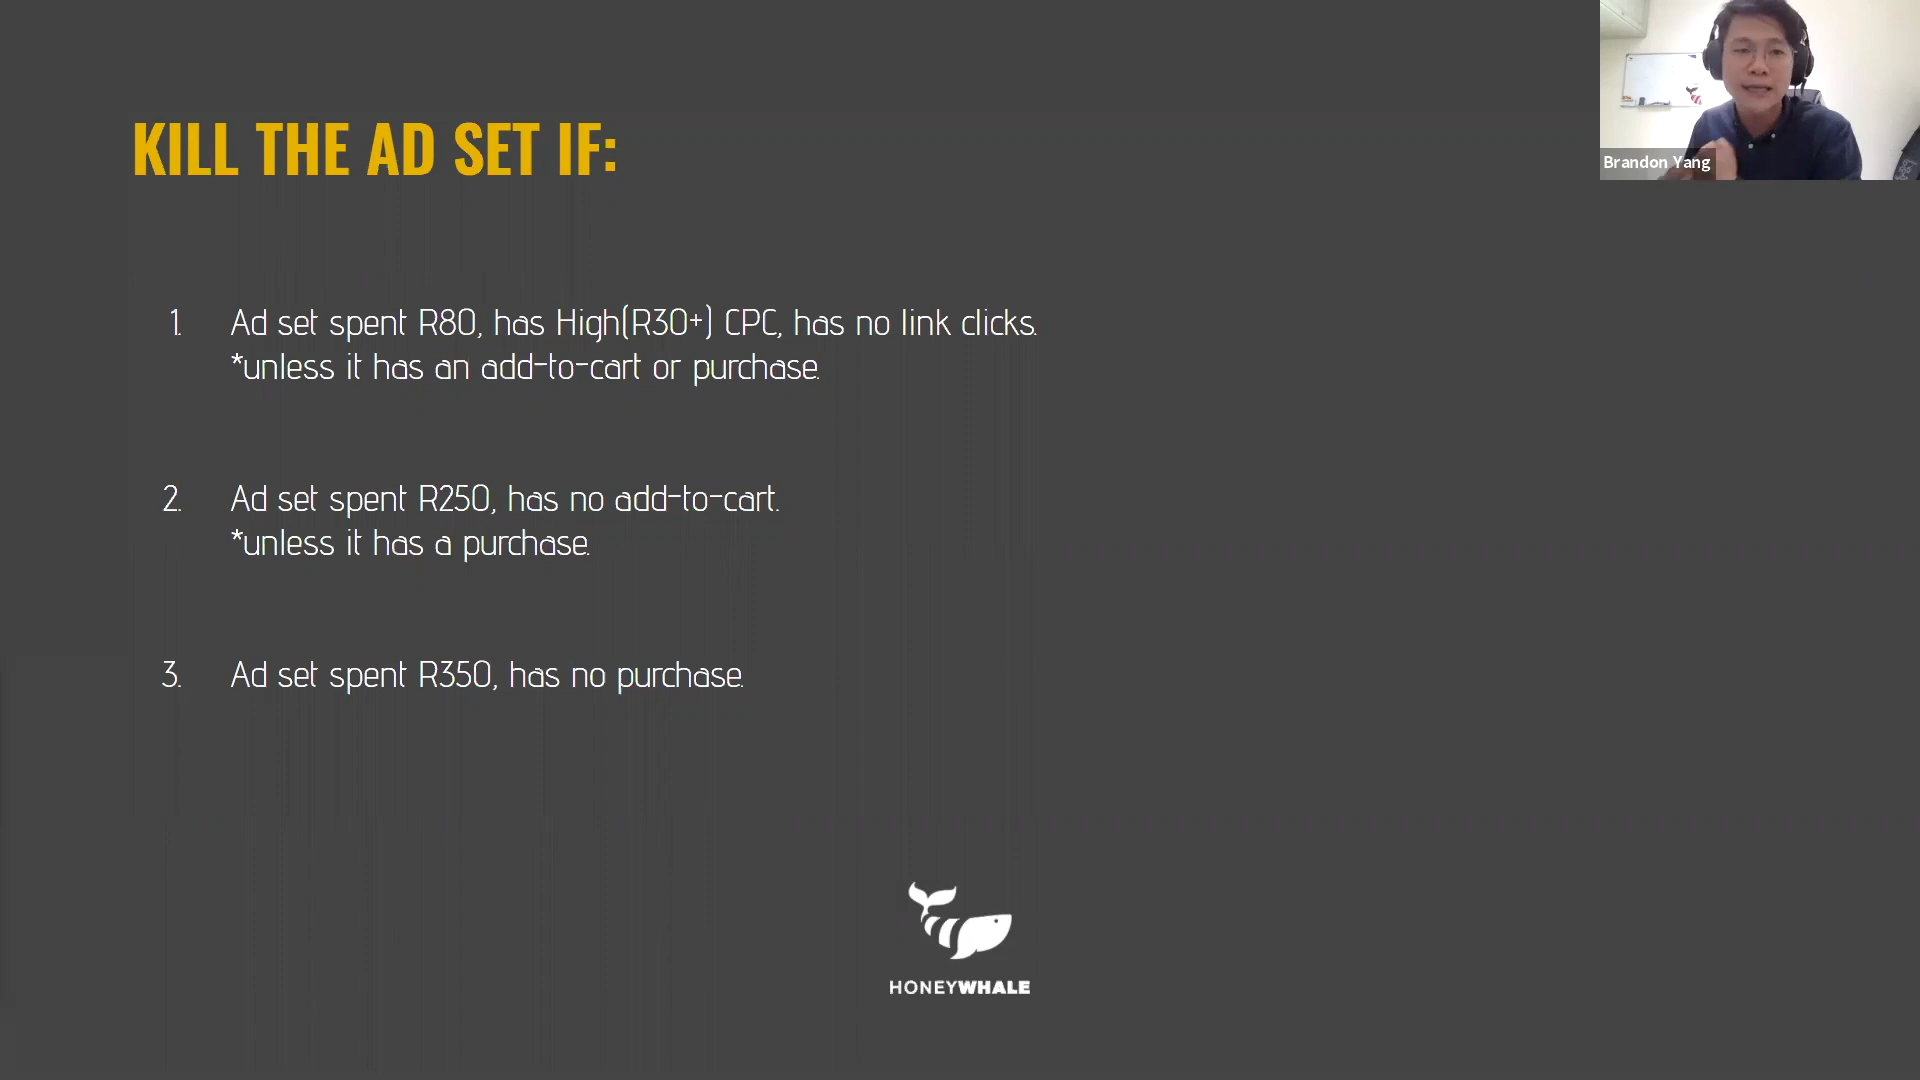 KILL THE AD SET IF:
1. Ad set spent R80, has High(R30+) CPC, has no link clicks.
*unless it has an add-to-cart or purchase.
2. Ad set spent R250, has no add-to-cart.
*unless it has a purchase.
3. Ad set spent R350, has no purchase.
Brandon Yang
HONEYWHALE